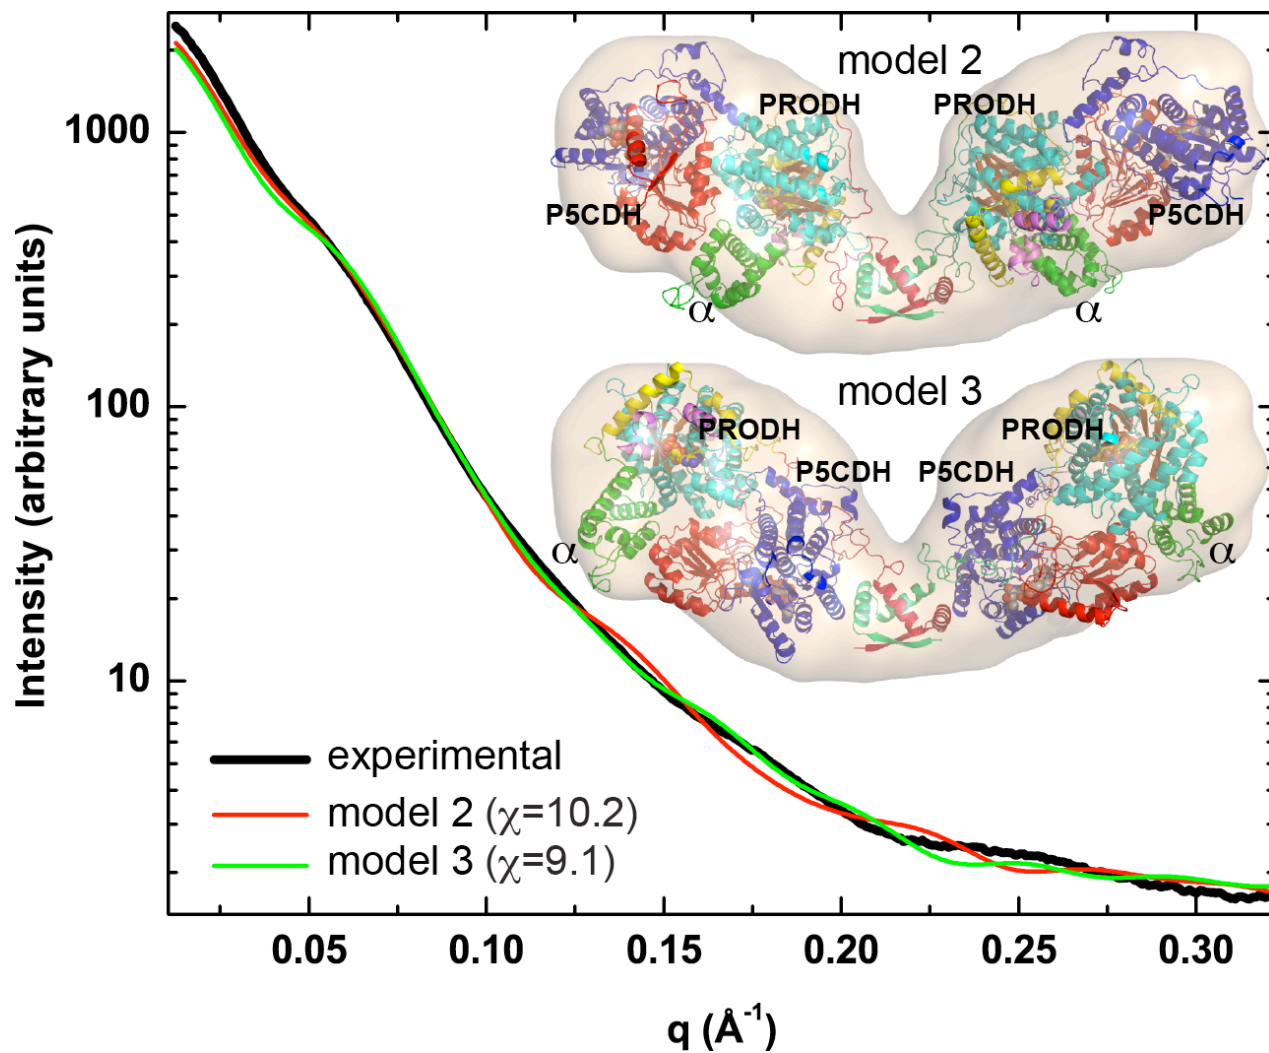 model 2
PRODH PRODH
P5CDH P5CDH
α α
model 3
PRODH PRODH
P5CDH P5CDH
α α
Intensity (arbitrary units)
1000
100
10
experimental
model 2 (χ=10.2)
model 3 (χ=9.1)
0.05 0.10 0.15 0.20 0.25 0.30
q (Å⁻¹)